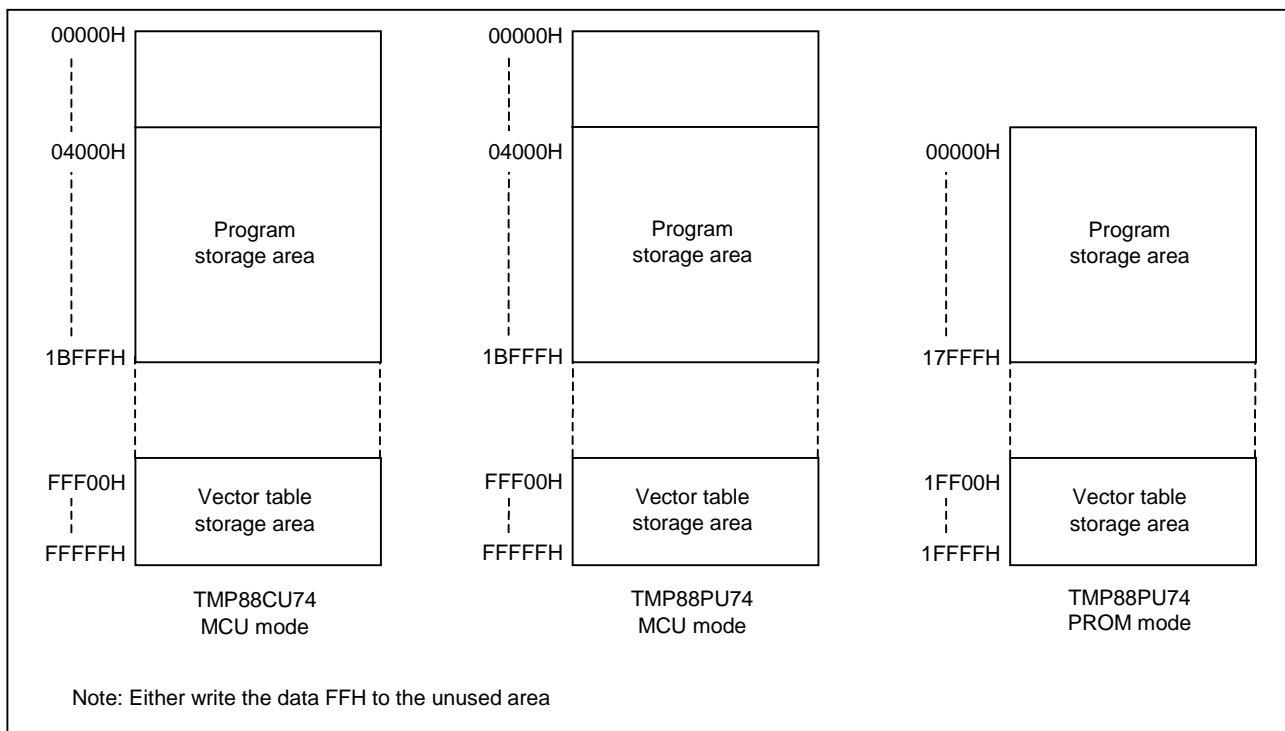 00000H
04000H
Program
storage area
1BFFFH
FFF00H
Vector table
storage area
FFFFFH
TMP88CU74
MCU mode
00000H
04000H
Program
storage area
1BFFFH
FFF00H
Vector table
storage area
FFFFFH
TMP88PU74
MCU mode
00000H
Program
storage area
17FFFH
1FF00H
Vector table
storage area
1FFFFH
TMP88PU74
PROM mode
Note: Either write the data FFH to the unused area